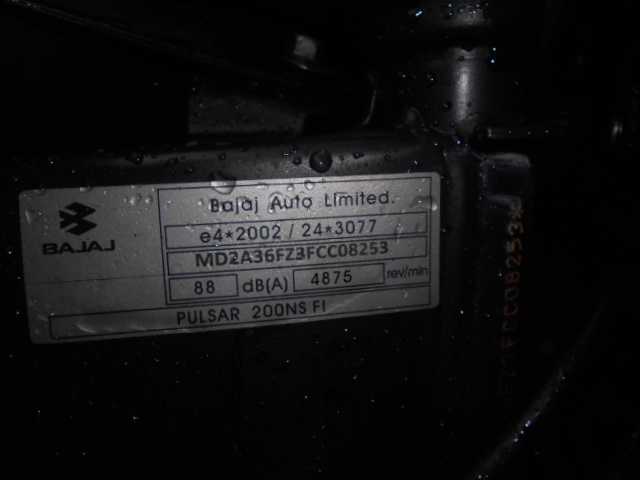 BAJAJ
Bajaj Auto Limited.
e4*2002 / 24*3077
MD2A36FZ3FCC08253
88 dB(A) 4875 rev/min
PULSAR 200NS FI
FCC08253*